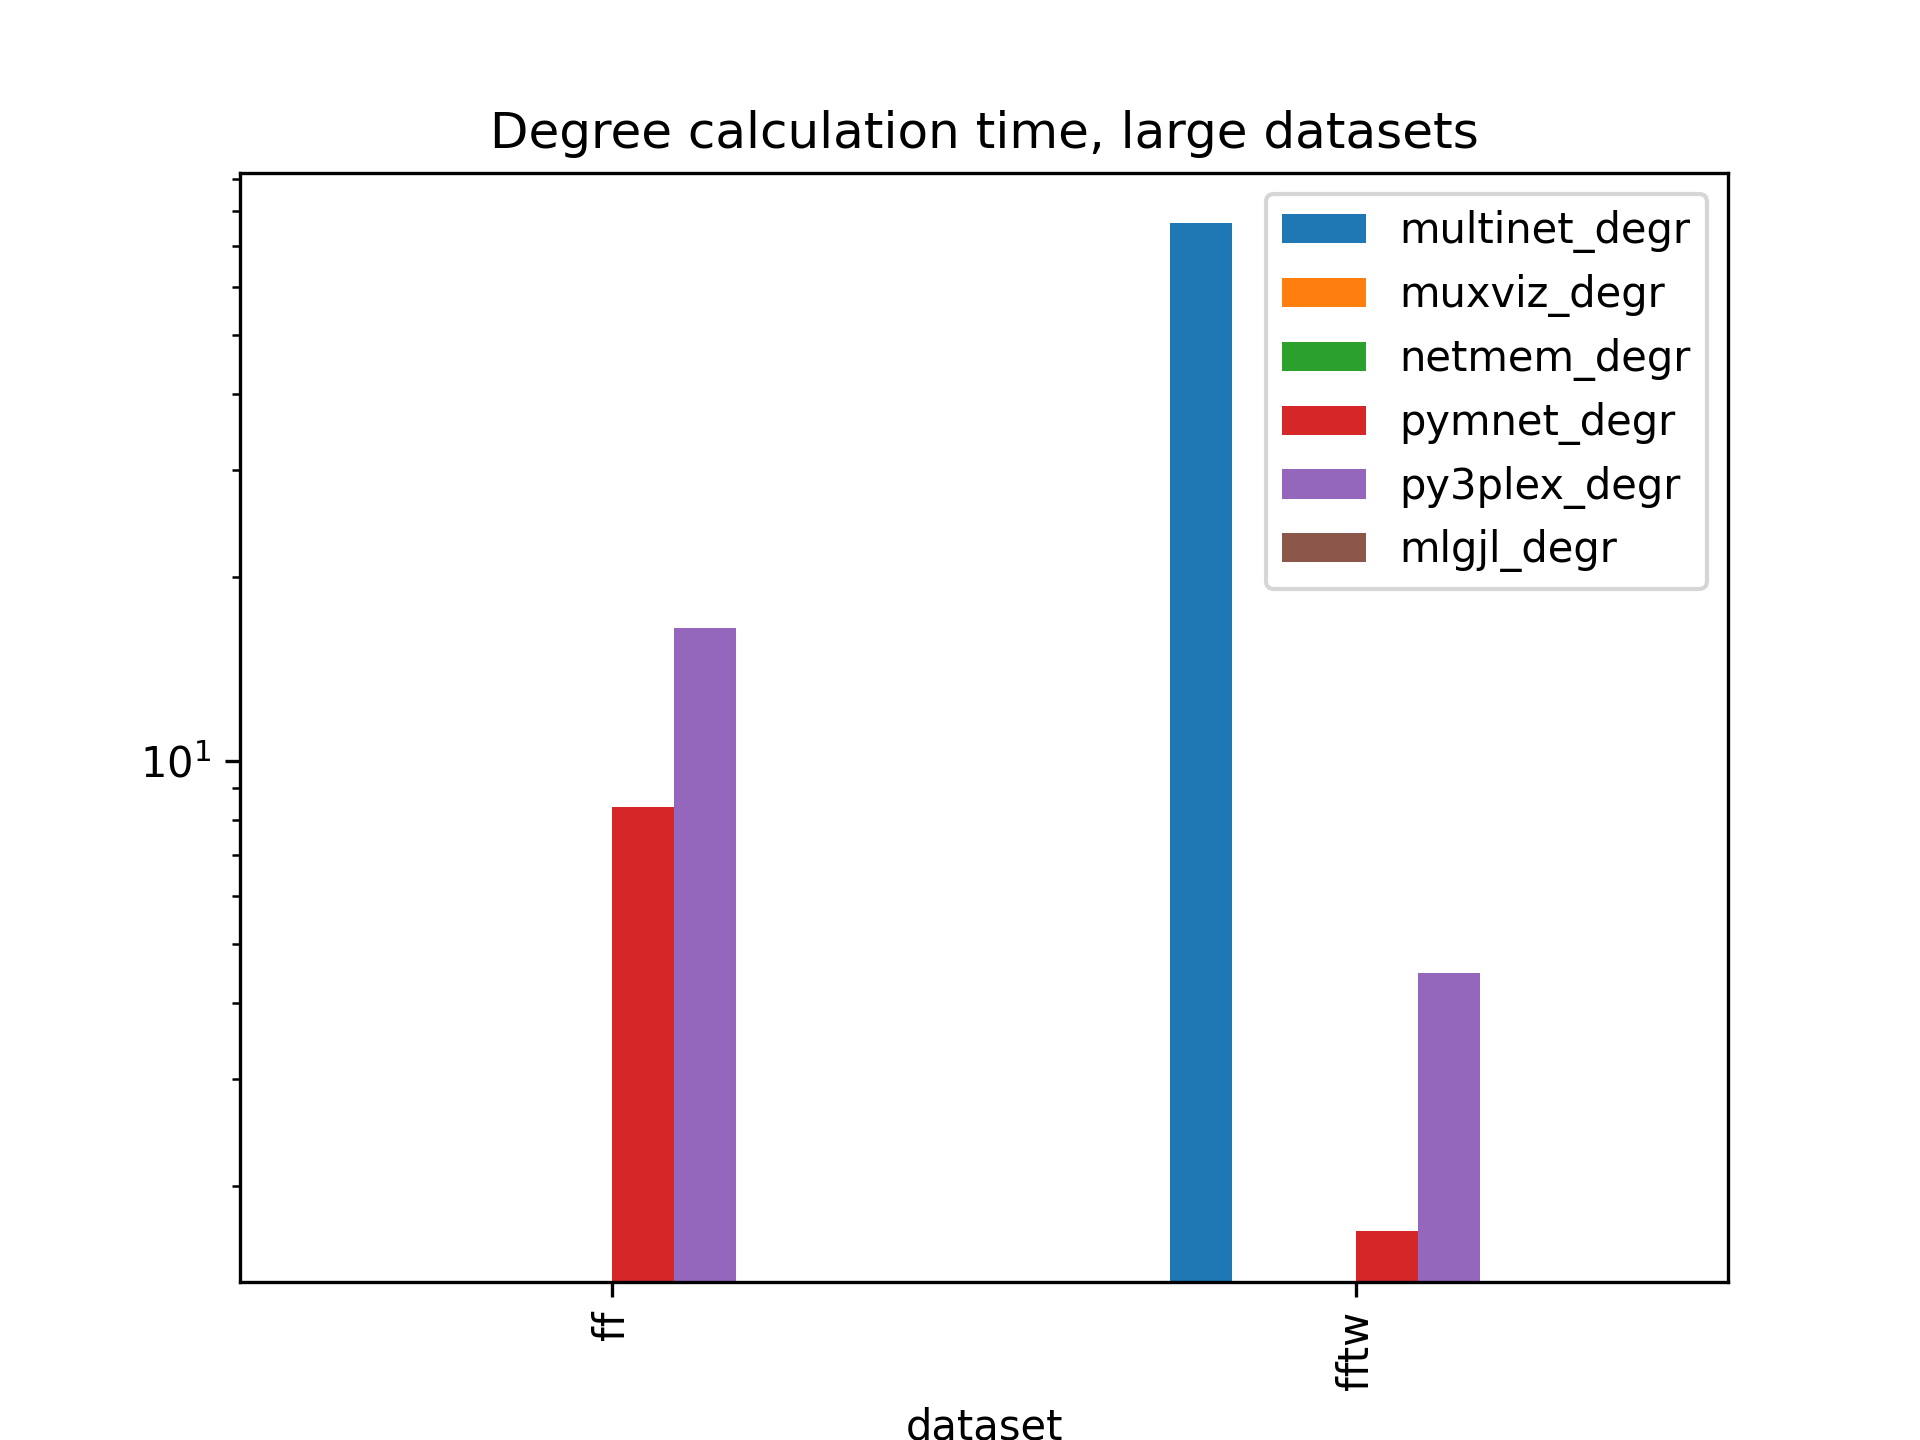 Degree calculation time, large datasets
multinet_degr
muxviz_degr
netmem_degr
pymnet_degr
py3plex_degr
mlgjl_degr
10¹
ff
fftw
dataset